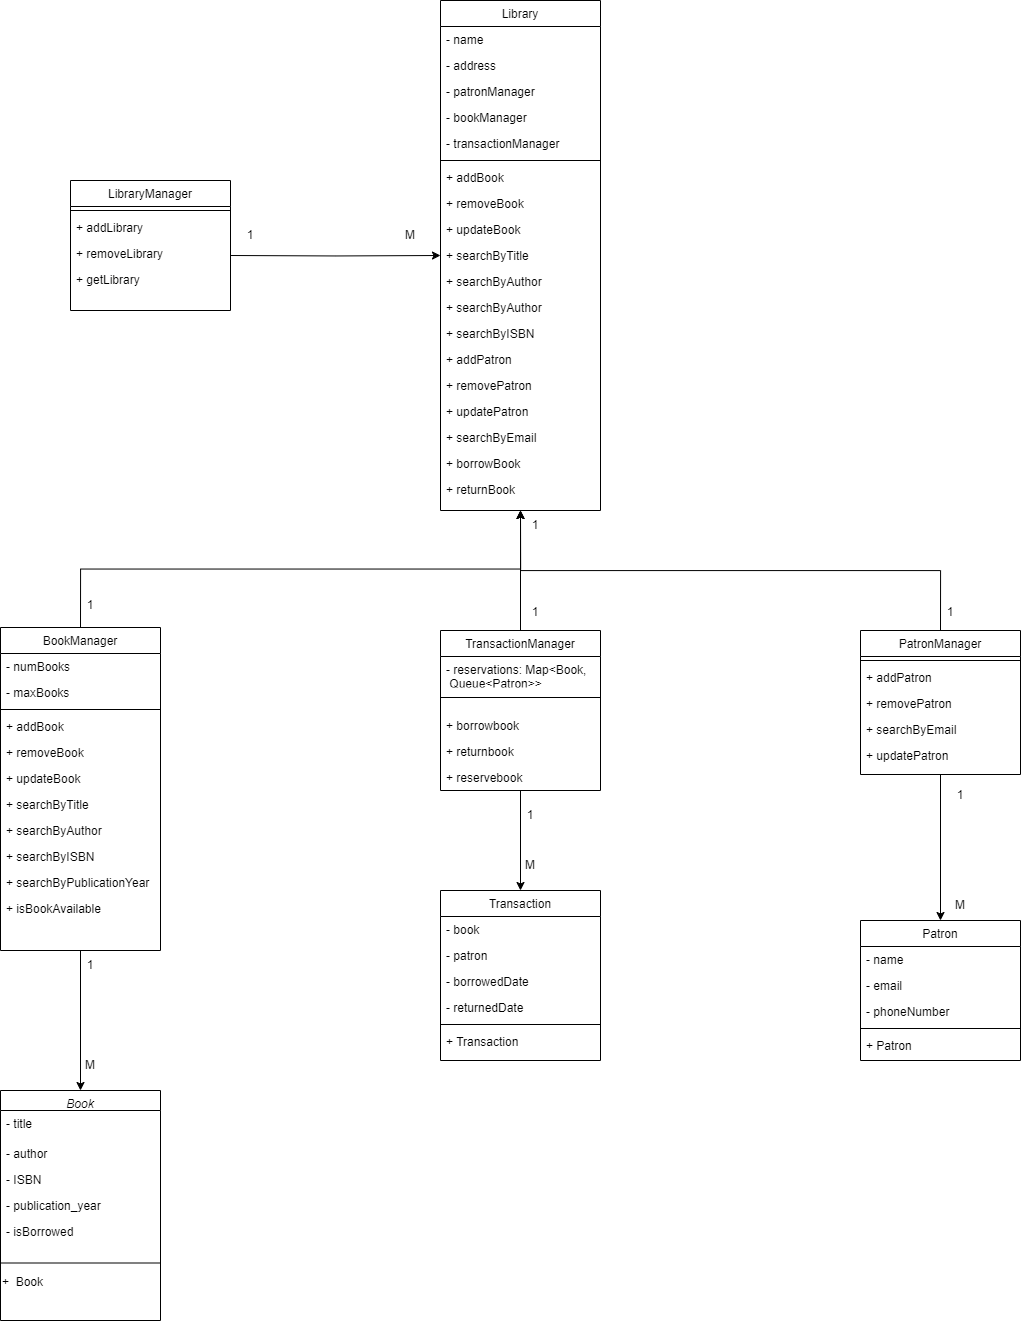 Library
- name
- address
- patronManager
- bookManager
- transactionManager
+ addBook
+ removeBook
+ updateBook
+ searchByTitle
+ searchByAuthor
+ searchByAuthor
+ searchByISBN
+ addPatron
+ removePatron
+ updatePatron
+ searchByEmail
+ borrowBook
+ returnBook
LibraryManager
+ addLibrary
+ removeLibrary
+ getLibrary
1
M
1
1
1
1
BookManager
- numBooks
- maxBooks
+ addBook
+ removeBook
+ updateBook
+ searchByTitle
+ searchByAuthor
+ searchByISBN
+ searchByPublicationYear
+ isBookAvailable
TransactionManager
- reservations: Map<Book,
Queue<Patron>>
+ borrowbook
+ returnbook
+ reservebook
PatronManager
+ addPatron
+ removePatron
+ searchByEmail
+ updatePatron
1
M
Book
- title
- author
- ISBN
- publication_year
- isBorrowed
+ Book
1
M
Transaction
- book
- patron
- borrowedDate
- returnedDate
+ Transaction
1
M
Patron
- name
- email
- phoneNumber
+ Patron